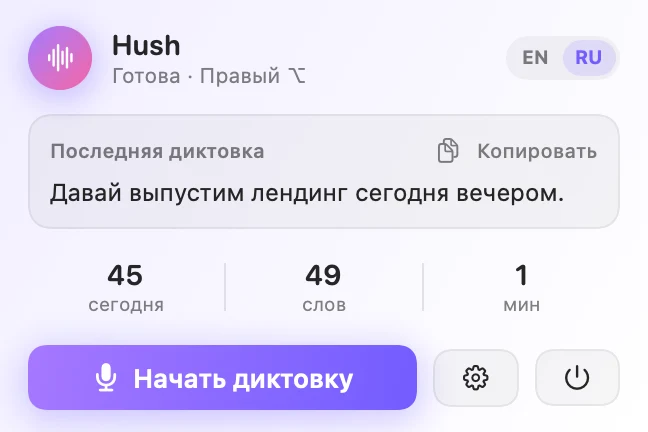 Hush
Готова · Правый ⌥
EN RU
Последняя диктовка
Копировать
Давай выпустим лендинг сегодня вечером.
45
сегодня
49
слов
1
мин
Начать диктовку